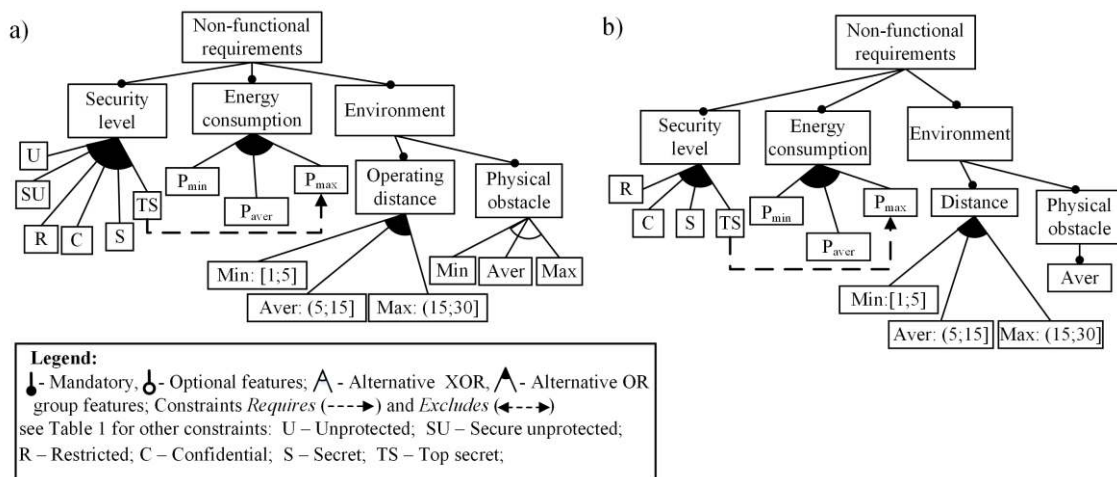 a)
Non-functional
requirements
Security
level
Energy
consumption
Environment
U
SU
R
C
S
TS
Pmin
Paver
Pmax
Operating
distance
Physical
obstacle
Min: [1;5]
Aver: (5;15]
Max: (15;30]
Min
Aver
Max
b)
Non-functional
requirements
Security
level
Energy
consumption
Environment
R
C
S
TS
Pmin
Paver
Pmax
Distance
Physical
obstacle
Min:[1;5]
Aver: (5;15]
Max: (15;30]
Aver
Legend:
- Mandatory, - Optional features; - Alternative XOR, - Alternative OR
group features; Constraints Requires ( ) and Excludes ( )
see Table 1 for other constraints: U – Unprotected; SU – Secure unprotected;
R – Restricted; C – Confidential; S – Secret; TS – Top secret;